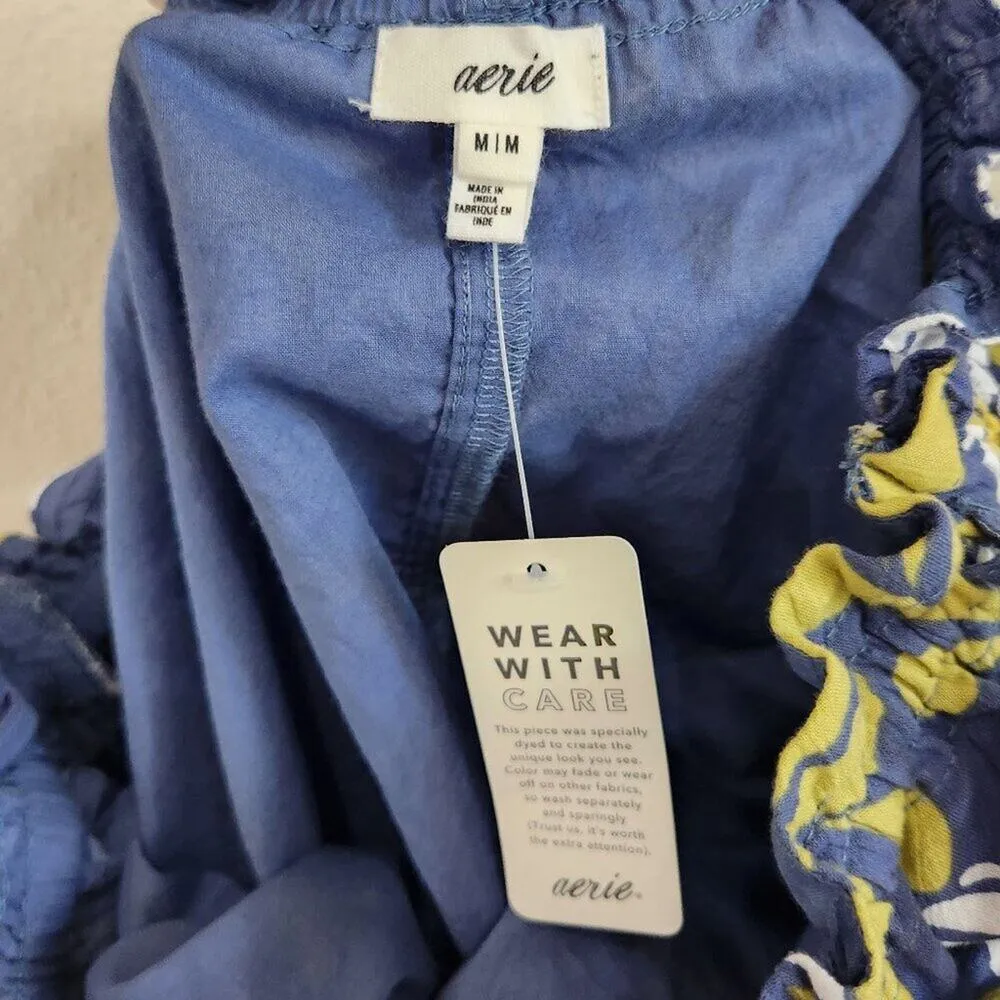 aerie
M|M
MADE IN
INDIA
FABRIQUÉ EN
INDE
WEAR
WITH
CARE
This piece was specially
dyed to create the
unique look you see.
Color may fade or wear
off on other fabrics,
so wash separately
and sparingly
(Trust us, it's worth
the extra attention).
aerie®